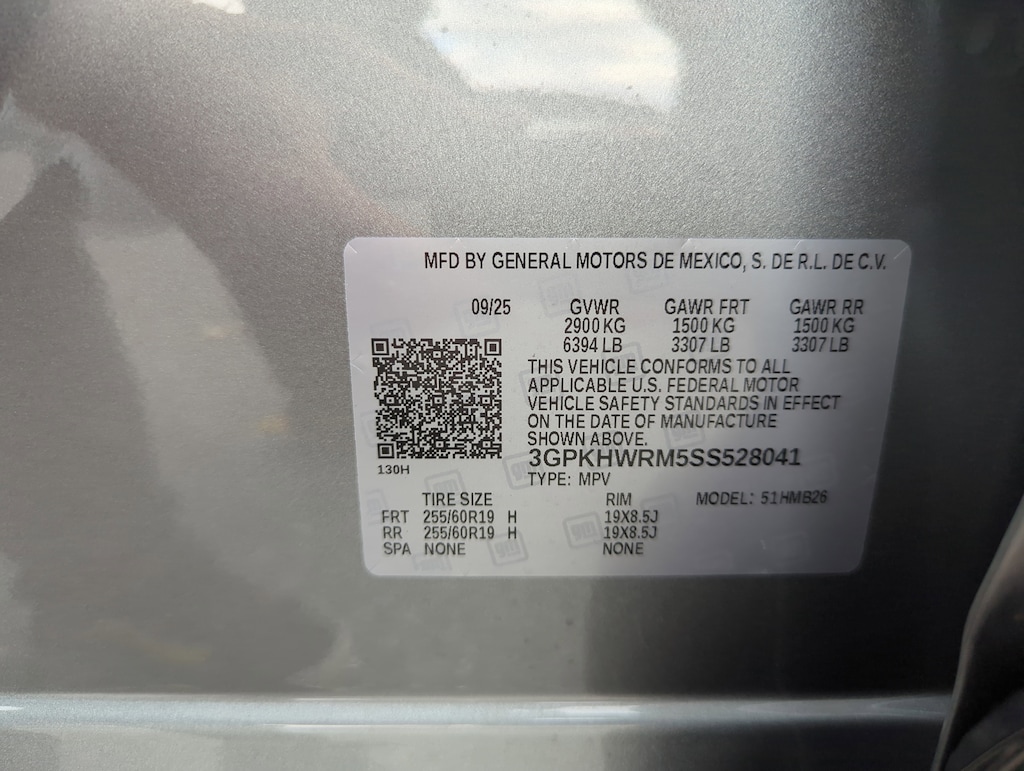 MFD BY GENERAL MOTORS DE MEXICO, S. DE R.L. DE C.V.
09/25 GVWR GAWR FRT GAWR RR
2900 KG 1500 KG 1500 KG
6394 LB 3307 LB 3307 LB
THIS VEHICLE CONFORMS TO ALL
APPLICABLE U.S. FEDERAL MOTOR
VEHICLE SAFETY STANDARDS IN EFFECT
ON THE DATE OF MANUFACTURE
SHOWN ABOVE.
3GPKHWRM5SS528041
130H
TYPE: MPV
TIRE SIZE RIM MODEL: 51HMB26
FRT 255/60R19 H 19X8.5J
RR 255/60R19 H 19X8.5J
SPA NONE NONE